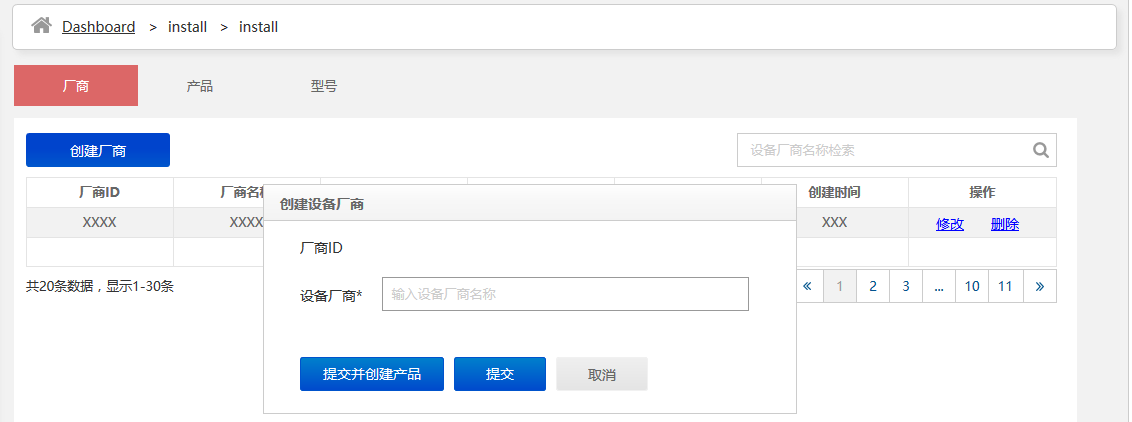 Dashboard > install > install
厂商 产品 型号
创建厂商 设备厂商名称检索
厂商ID 厂商名 创建时间 操作
XXXX XXXX XXX 修改 删除
共20条数据，显示1-30条 « 1 2 3 ... 10 11 »
创建设备厂商
厂商ID
设备厂商* 输入设备厂商名称
提交并创建产品 提交 取消